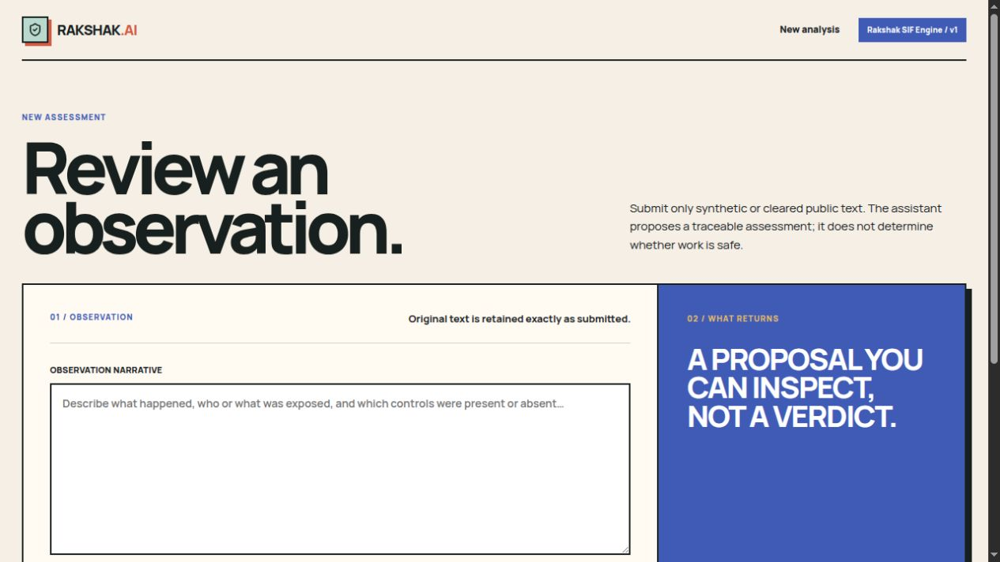 RAKSHAK.AI
New analysis
Rakshak SIF Engine / v1
NEW ASSESSMENT
Review an
observation.
Submit only synthetic or cleared public text. The assistant
proposes a traceable assessment; it does not determine
whether work is safe.
01 / OBSERVATION
Original text is retained exactly as submitted.
OBSERVATION NARRATIVE
Describe what happened, who or what was exposed, and which controls were present or absent...
02 / WHAT RETURNS
A PROPOSAL YOU
CAN INSPECT,
NOT A VERDICT.